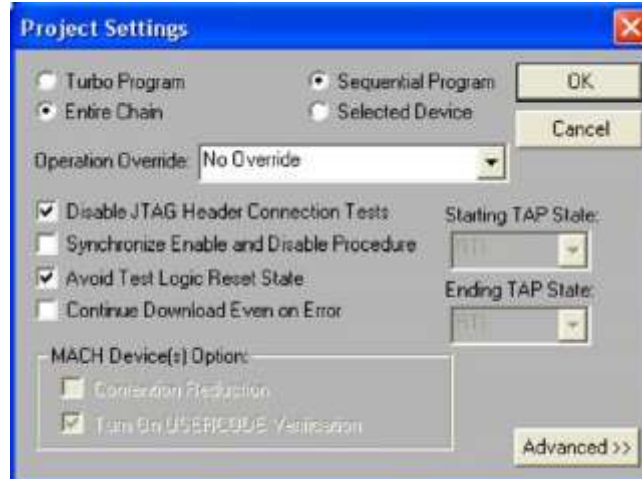 Project Settings
Turbo Program
Sequential Program
OK
Entire Chain
Selected Device
Cancel
Operation Override:
No Override
Disable JTAG Header Connection Tests
Starting TAP State:
Synchronize Enable and Disable Procedure
Avoid Test Logic Reset State
Ending TAP State:
Continue Download Even on Error
MACH Device(s) Option:
Contention Reduction
Turn On USERCODE Verification
Advanced >>